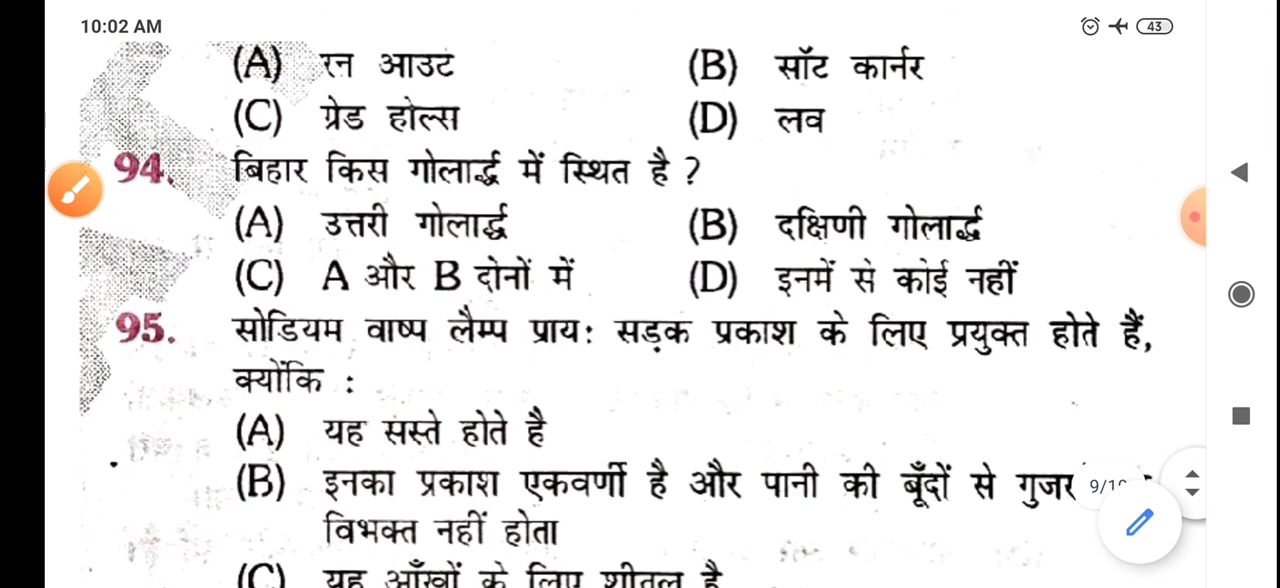 10:02 AM 43
(A) रन आउट (B) सॉट कार्नर
(C) ग्रेड होल्स (D) लव
94. बिहार किस गोलार्द्ध में स्थित है ?
(A) उत्तरी गोलार्द्ध (B) दक्षिणी गोलार्द्ध
(C) A और B दोनों में (D) इनमें से कोई नहीं
95. सोडियम वाष्प लैम्प प्राय: सड़क प्रकाश के लिए प्रयुक्त होते हैं,
क्योंकि :
(A) यह सस्ते होते है
(B) इनका प्रकाश एकवर्णी है और पानी की बूँदों से गुजर
विभक्त नहीं होता
(C) यह आँखों के लिए शीतल है